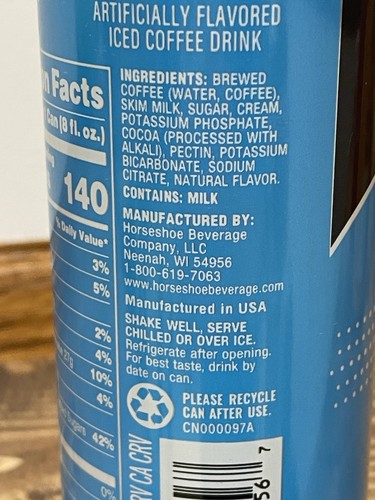 ARTIFICIALLY FLAVORED
ICED COFFEE DRINK
n Facts
Can (8 fl. oz.)
140
% Daily Value*
3%
5%
2%
4%
10%
4%
Sugars 42%
0%
INGREDIENTS: BREWED
COFFEE (WATER, COFFEE),
SKIM MILK, SUGAR, CREAM,
POTASSIUM PHOSPHATE,
COCOA (PROCESSED WITH
ALKALI), PECTIN, POTASSIUM
BICARBONATE, SODIUM
CITRATE, NATURAL FLAVOR.
CONTAINS: MILK
MANUFACTURED BY:
Horseshoe Beverage
Company, LLC
Neenah, WI 54956
1-800-619-7063
www.horseshoebeverage.com
Manufactured in USA
SHAKE WELL, SERVE
CHILLED OR OVER ICE.
Refrigerate after opening.
For best taste, drink by
date on can.
PLEASE RECYCLE
CAN AFTER USE.
CN000097A
RV CA CRV
56 7